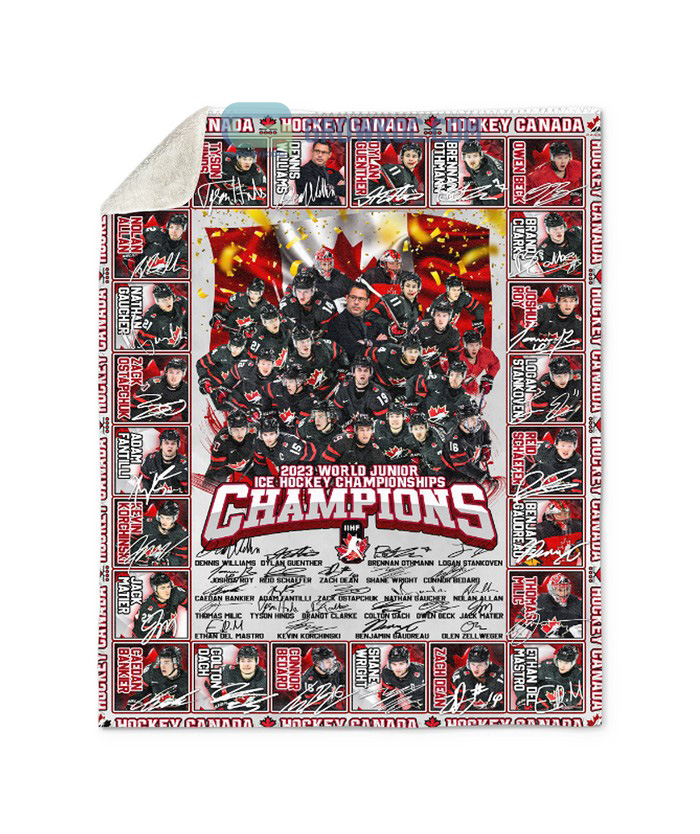 NADA HOCKEY CANADA HOCKEY CANADA
TYSON HINDS
DENNIS WILLIAMS
DYLAN GUENTHER
BRENNAN OTHMANN
OWEN BECK
NOLAN ALLAN
BRANDT CLARKE
NATHAN GAUCHER
JOSHUA ROY
ZACK OSTAPCHUK
LOGAN STANKOVEN
ADAM FANTILLI
REID SCHAEFER
KEVIN KORCHINSKI
BENJAMIN GAUDREAU
JACK MATIER
THOMAS MILIC
HOCKEY CANADA
2023 WORLD JUNIOR
ICE HOCKEY CHAMPIONSHIPS
CHAMPIONS
IIHF
DENNIS WILLIAMS DYLAN GUENTHER BRENNAN OTHMANN LOGAN STANKOVEN
JOSHUA ROY REID SCHAEFER ZACH DEAN SHANE WRIGHT CONNOR BEDARD
CAEDAN BANKIER ADAM FANTILLI ZACK OSTAPCHUK NATHAN GAUCHER NOLAN ALLAN
THOMAS MILIC TYSON HINDS BRANDT CLARKE COLTON DACH OWEN BECK JACK MATIER
ETHAN DEL MASTRO KEVIN KORCHINSKI BENJAMIN GAUDREAU OLEN ZELLWEGER
CAEDAN BANKIER
COLTON DACH
CONNOR BEDARD
SHANE WRIGHT
ZACH DEAN
ETHAN DEL MASTRO
HOCKEY CANADA HOCKEY CANADA